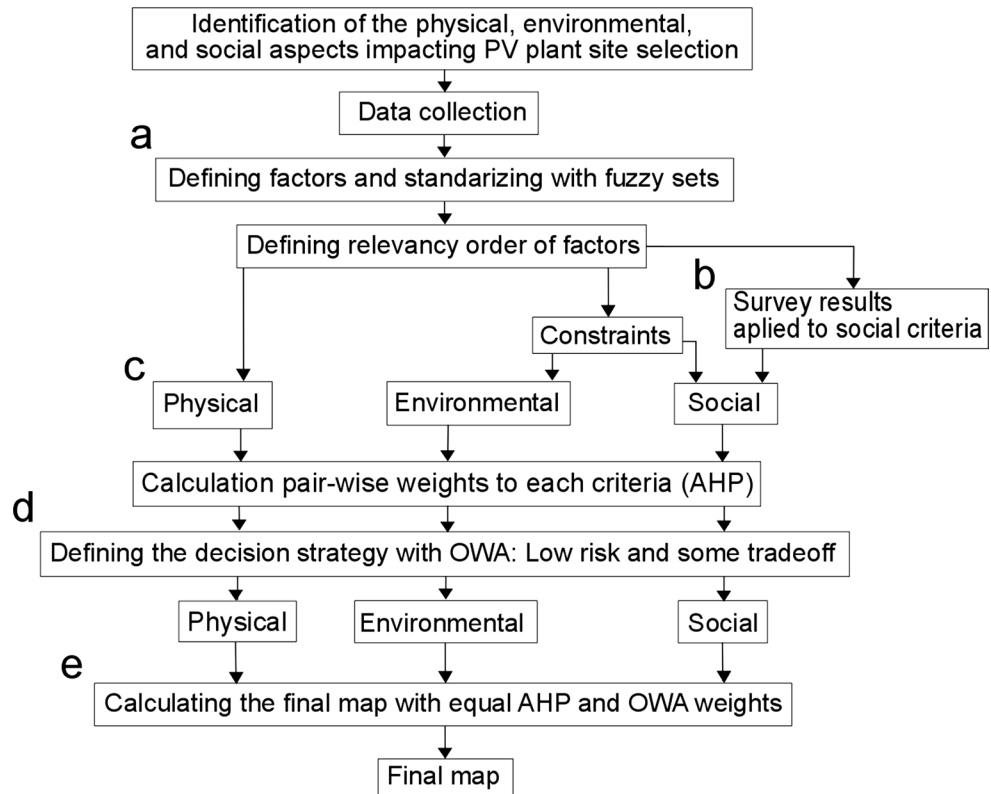 Identification of the physical, environmental,
and social aspects impacting PV plant site selection
Data collection
a
Defining factors and standarizing with fuzzy sets
Defining relevancy order of factors
b
Survey results
aplied to social criteria
Constraints
c
Physical
Environmental
Social
Calculation pair-wise weights to each criteria (AHP)
d
Defining the decision strategy with OWA: Low risk and some tradeoff
Physical
Environmental
Social
e
Calculating the final map with equal AHP and OWA weights
Final map